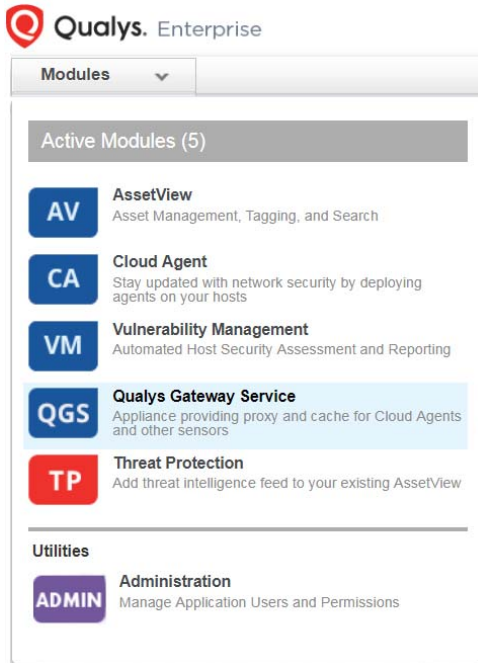 Qualys. Enterprise
Modules
Active Modules (5)
AV
AssetView
Asset Management, Tagging, and Search
CA
Cloud Agent
Stay updated with network security by deploying
agents on your hosts
VM
Vulnerability Management
Automated Host Security Assessment and Reporting
QGS
Qualys Gateway Service
Appliance providing proxy and cache for Cloud Agents
and other sensors
TP
Threat Protection
Add threat intelligence feed to your existing AssetView
Utilities
ADMIN
Administration
Manage Application Users and Permissions